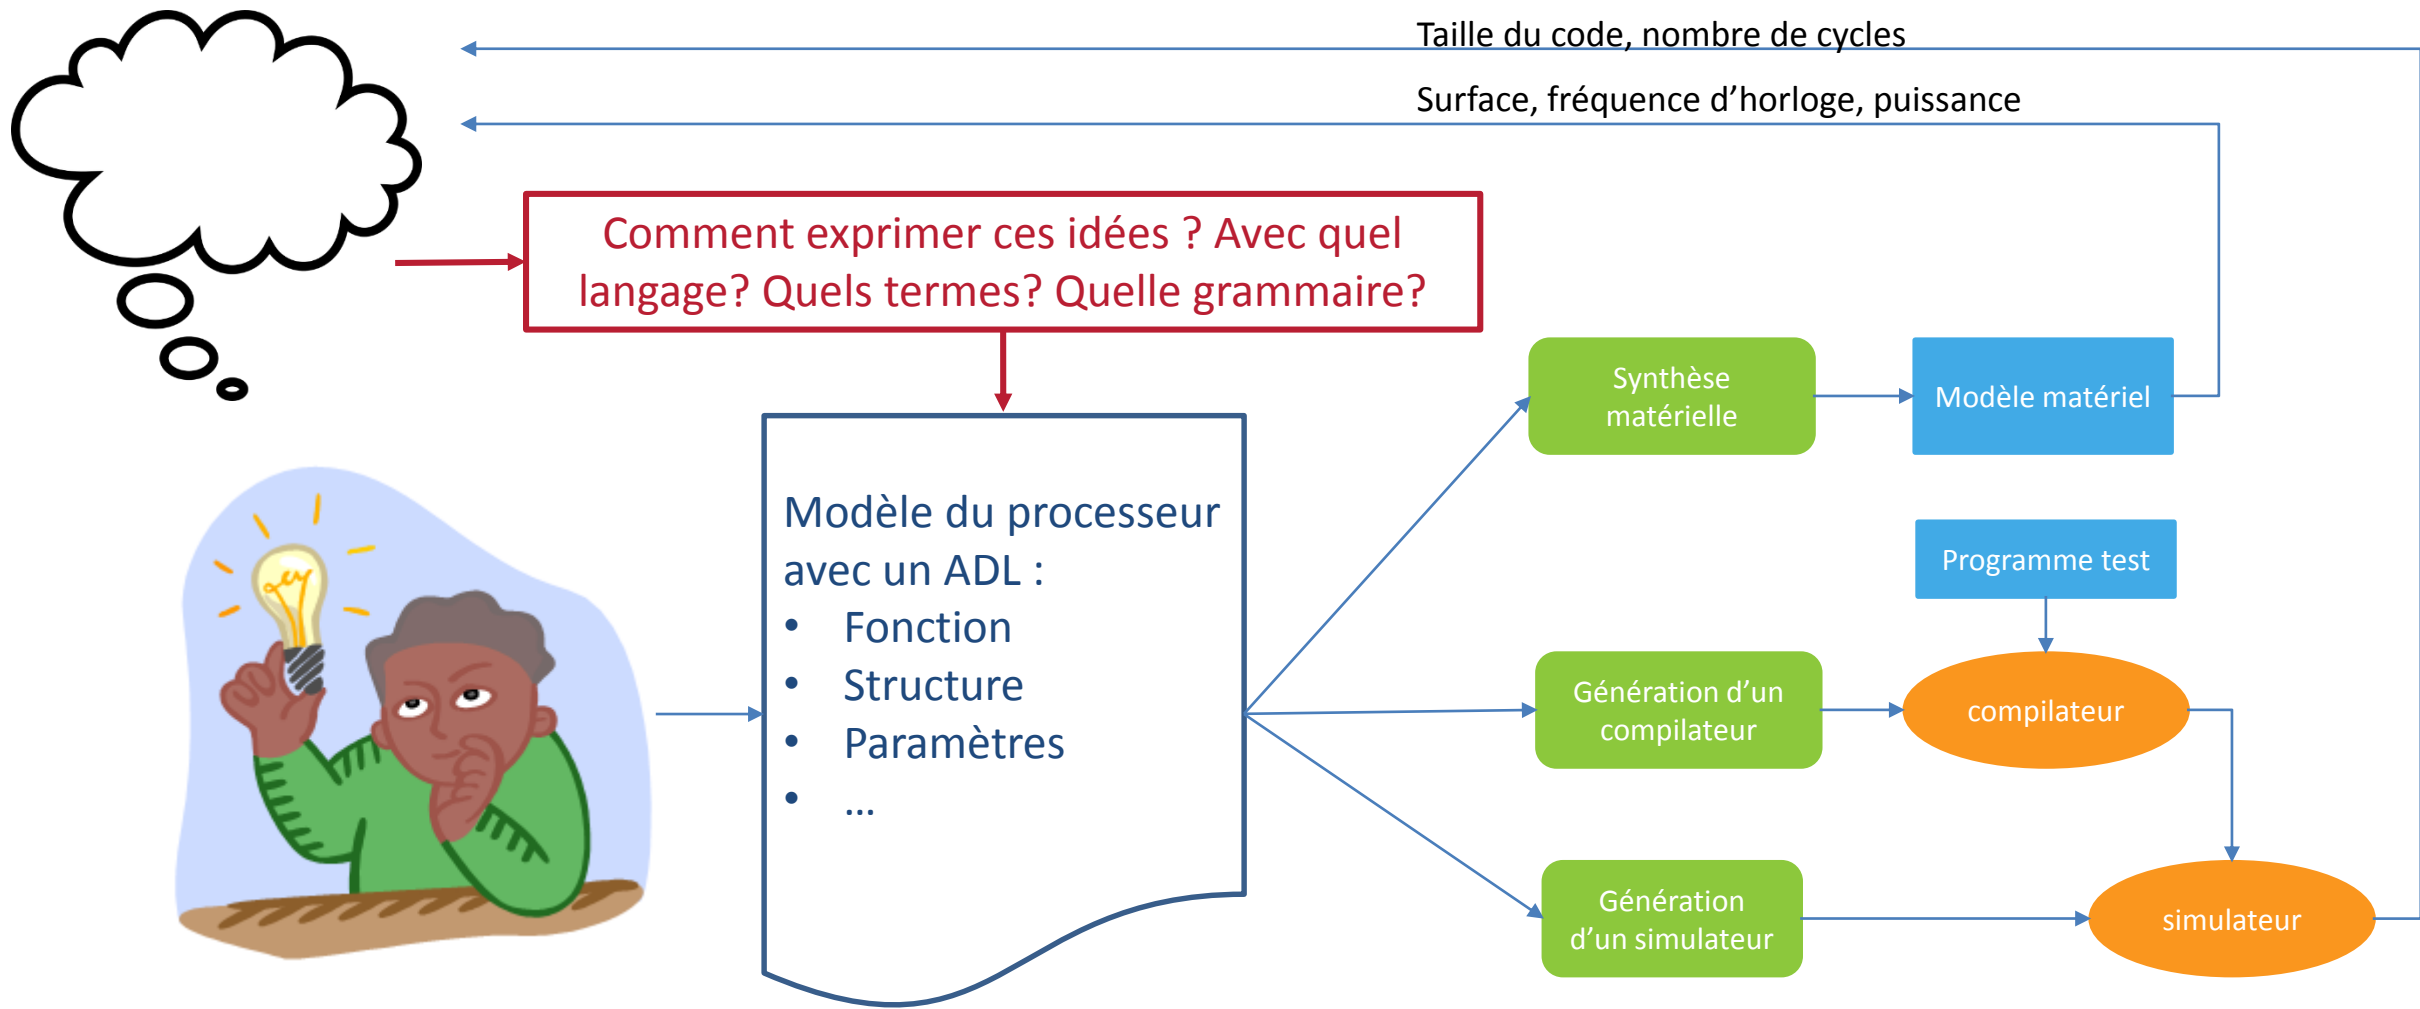 Taille du code, nombre de cycles
Surface, fréquence d’horloge, puissance
Comment exprimer ces idées ? Avec quel
langage? Quels termes? Quelle grammaire?
Modèle du processeur
avec un ADL :
• Fonction
• Structure
• Paramètres
• ...
Synthèse
matérielle
Modèle matériel
Programme test
Génération d’un
compilateur
compilateur
Génération
d’un simulateur
simulateur